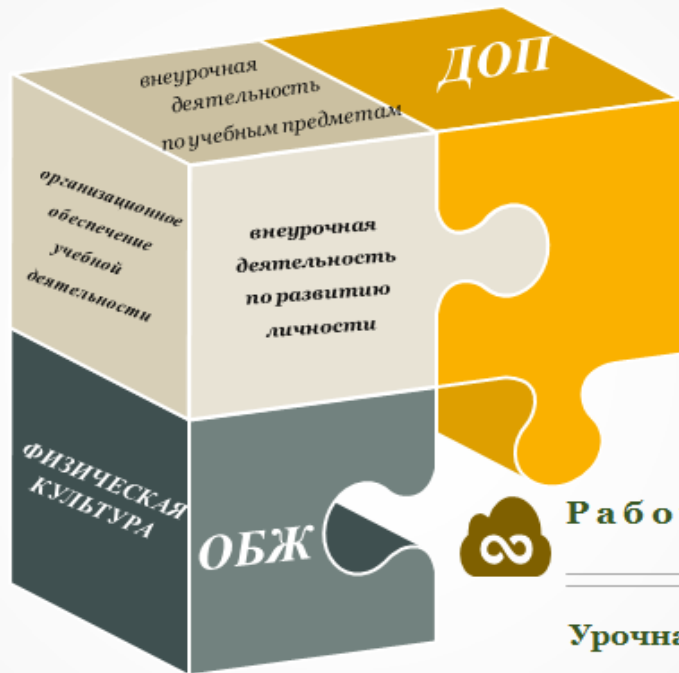 внеурочная
деятельность
по учебным предметам
ДОП
организационное
обеспечение
учебной
деятельности
внеурочная
деятельность
по развитию
личности
ФИЗИЧЕСКАЯ
КУЛЬТУРА
ОБЖ
Рабо
Урочна